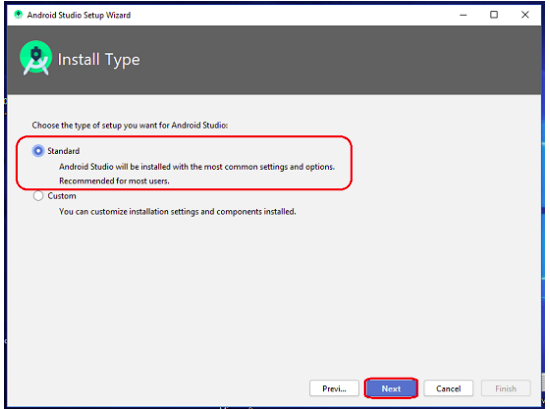 Android Studio Setup Wizard
Install Type
Choose the type of setup you want for Android Studio:
Standard
Android Studio will be installed with the most common settings and options.
Recommended for most users.
Custom
You can customize installation settings and components installed.
Previ... Next Cancel Finish